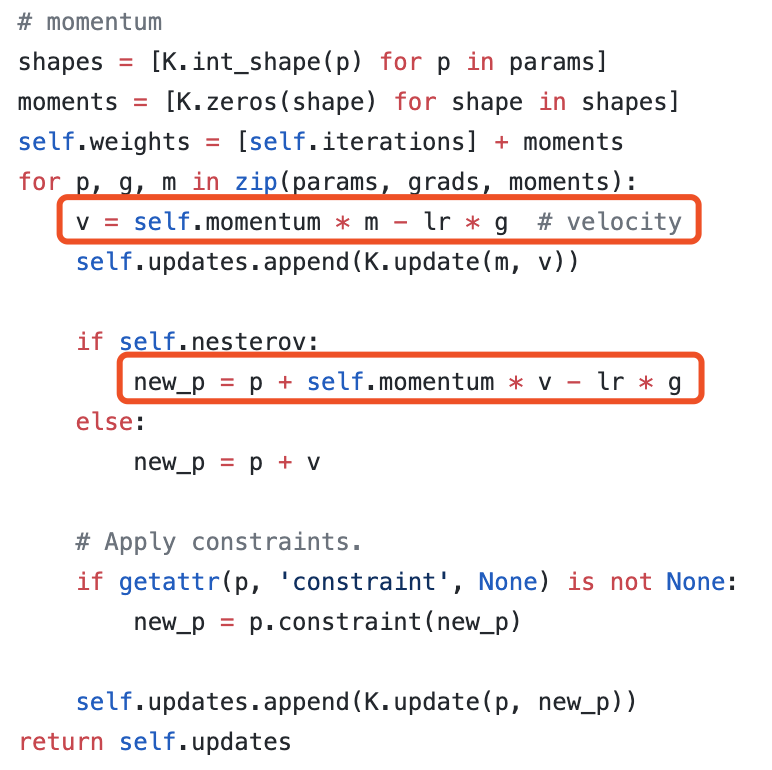 # momentum
shapes = [K.int_shape(p) for p in params]
moments = [K.zeros(shape) for shape in shapes]
self.weights = [self.iterations] + moments
for p, g, m in zip(params, grads, moments):
    v = self.momentum * m - lr * g  # velocity
    self.updates.append(K.update(m, v))

    if self.nesterov:
        new_p = p + self.momentum * v - lr * g
    else:
        new_p = p + v

    # Apply constraints.
    if getattr(p, 'constraint', None) is not None:
        new_p = p.constraint(new_p)

    self.updates.append(K.update(p, new_p))
return self.updates